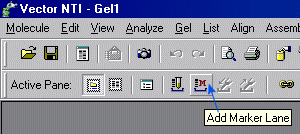 Vector NTI - Gel1
Molecule Edit View Analyze Gel List Align Assemb
Active Pane:
Add Marker Lane